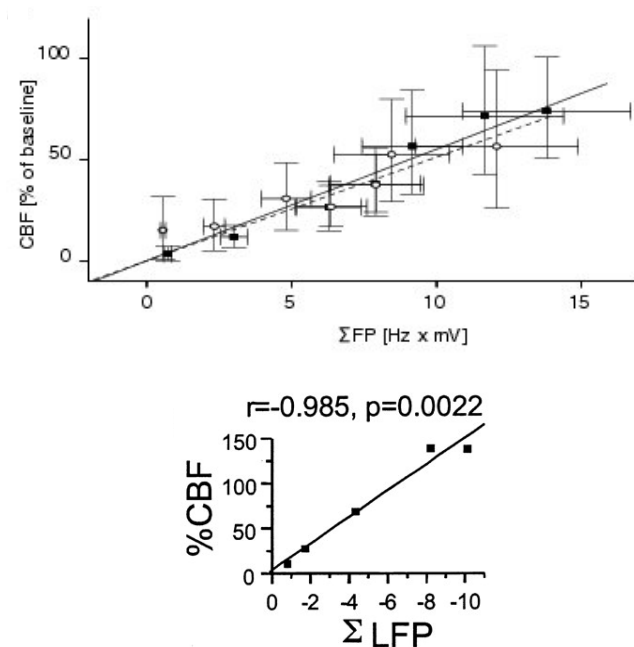 100
50
0
CBF [% of baseline]
0 5 10 15
ΣFP [Hz x mV]
r=-0.985, p=0.0022
150
100
50
0
%CBF
0 -2 -4 -6 -8 -10
Σ LFP